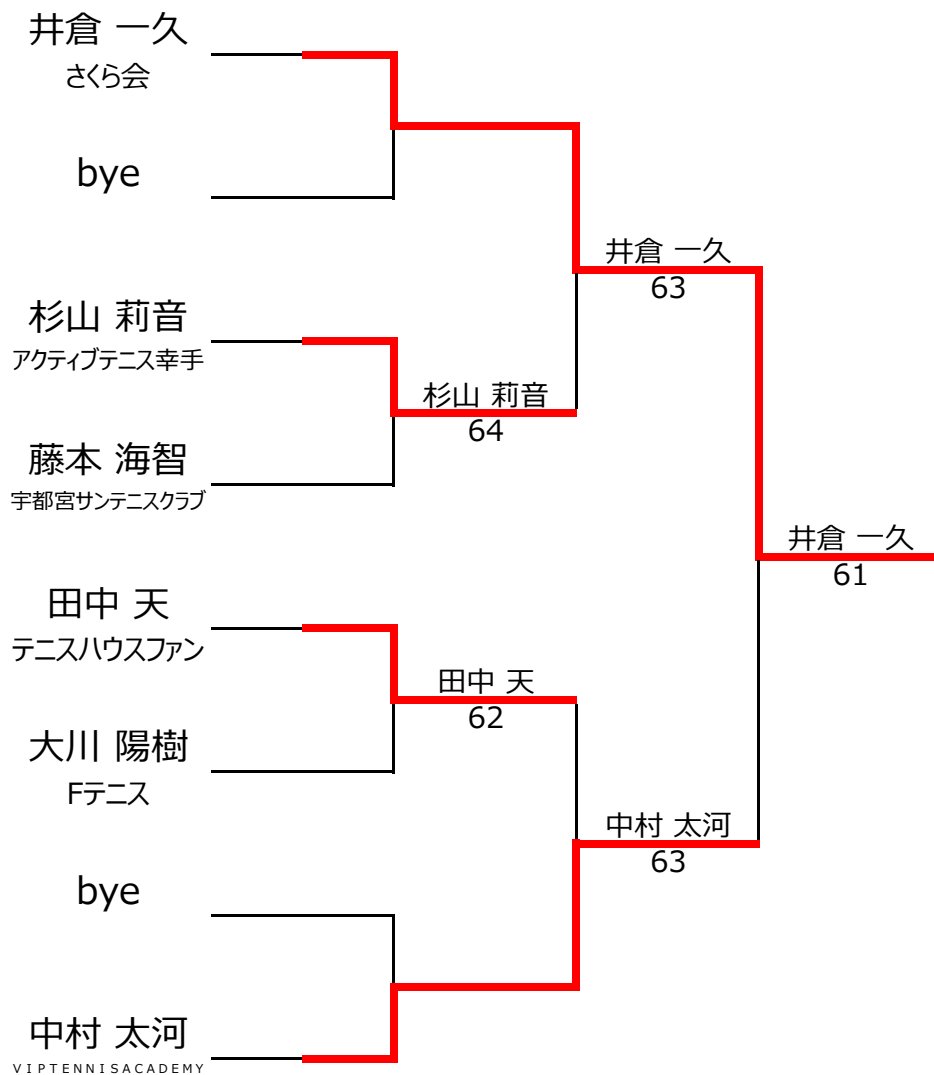 井倉 一久
さくら会
bye
杉山 莉音
アクティブテニス幸手
藤本 海智
宇都宮サンテニスクラブ
田中 天
テニスハウスファン
大川 陽樹
Fテニス
bye
中村 太河
VIPTENNISACADEMY
杉山 莉音
64
田中 天
62
井倉 一久
63
中村 太河
63
井倉 一久
61